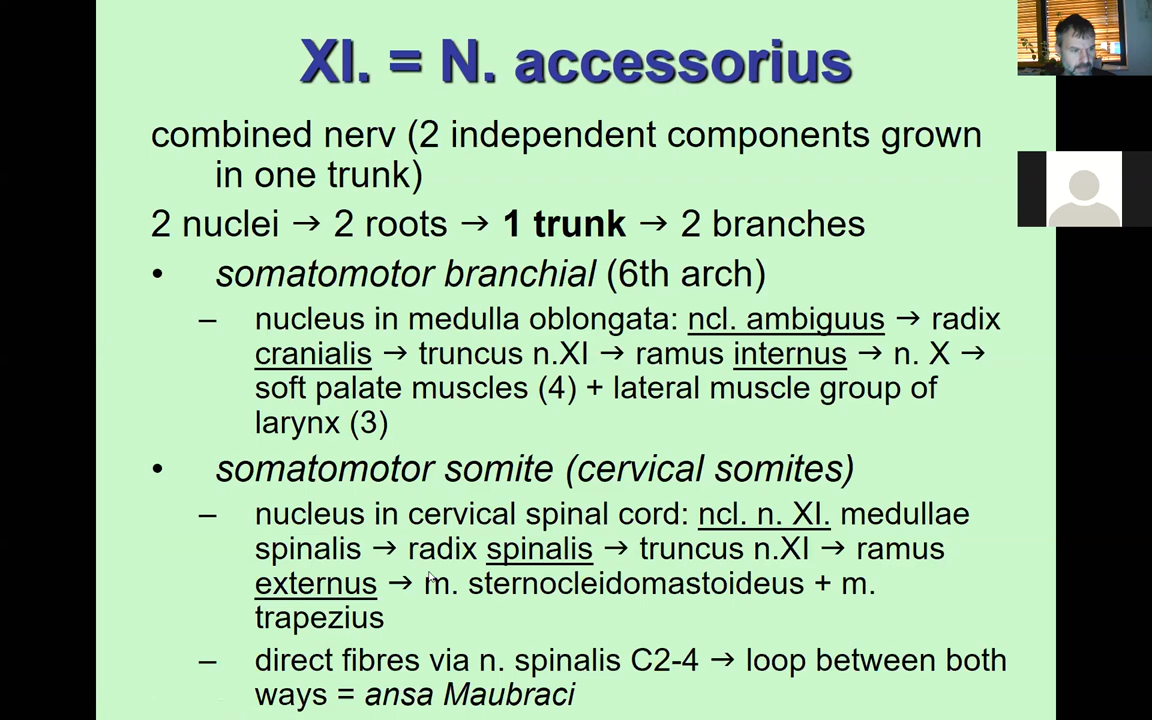 XI. = N. accessorius
combined nerv (2 independent components grown
in one trunk)
2 nuclei → 2 roots → 1 trunk → 2 branches
• somatomotor branchial (6th arch)
– nucleus in medulla oblongata: ncl. ambiguus → radix
cranialis → truncus n.XI → ramus internus → n. X →
soft palate muscles (4) + lateral muscle group of
larynx (3)
• somatomotor somite (cervical somites)
– nucleus in cervical spinal cord: ncl. n. XI. medullae
spinalis → radix spinalis → truncus n.XI → ramus
externus → m. sternocleidomastoideus + m.
trapezius
– direct fibres via n. spinalis C2-4 → loop between both
ways = ansa Maubraci